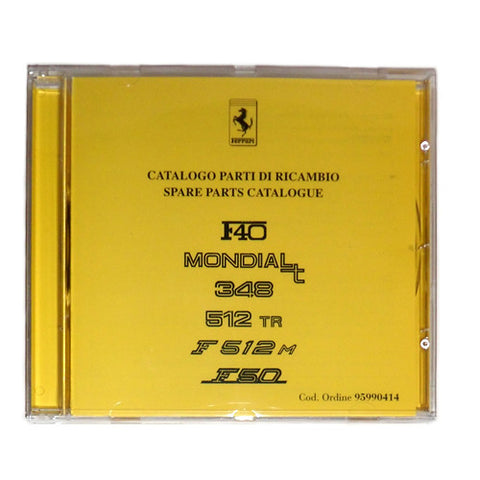 Ferrari
CATALOGO PARTI DI RICAMBIO
SPARE PARTS CATALOGUE
F40
MONDIAL t
348
512 TR
F 512 M
F50
Cod. Ordine 95990414